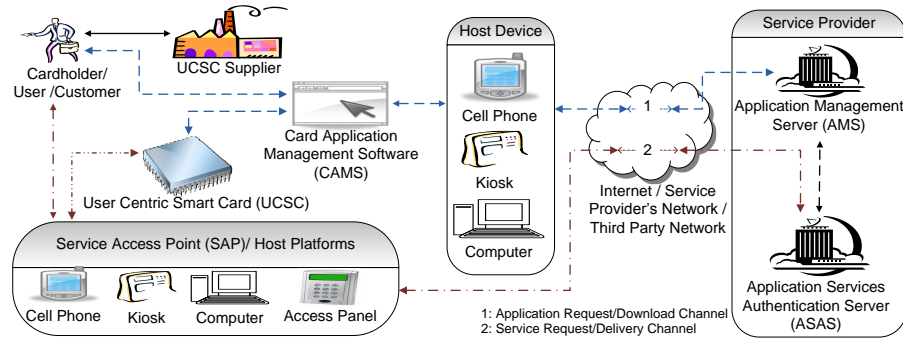 Cardholder/
User /Customer
UCSC Supplier
Card Application
Management Software
(CAMS)
User Centric Smart Card (UCSC)
Host Device
Cell Phone
Kiosk
Computer
1
2
Internet / Service
Provider's Network /
Third Party Network
Service Provider
Application Management
Server (AMS)
Application Services
Authentication Server
(ASAS)
Service Access Point (SAP)/ Host Platforms
Cell Phone
Kiosk
Computer
Access Panel
1: Application Request/Download Channel
2: Service Request/Delivery Channel